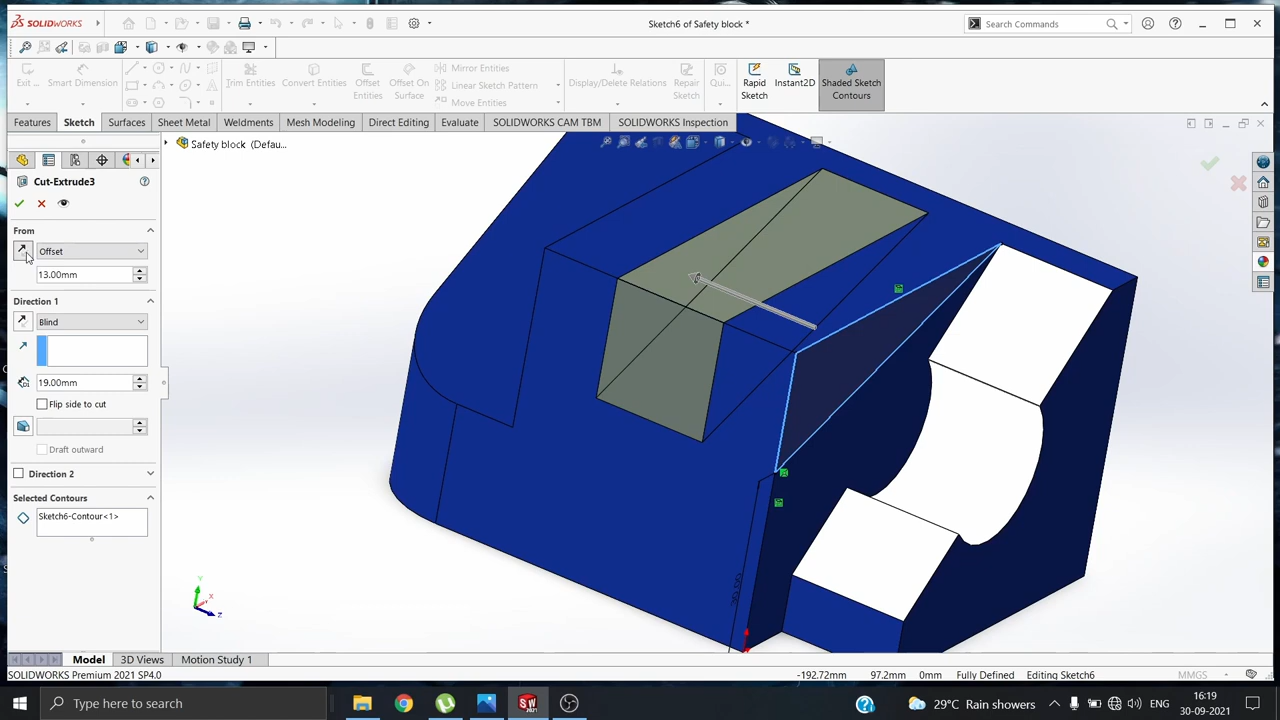 SOLIDWORKS
Sketch6 of Safety block *
Search Commands
Exit ...
Smart Dimension
Trim Entities
Convert Entities
Offset Entities
Offset On Surface
Mirror Entities
Linear Sketch Pattern
Move Entities
Display/Delete Relations
Repair Sketch
Qui...
Rapid Sketch
Instant2D
Shaded Sketch Contours
Features
Sketch
Surfaces
Sheet Metal
Weldments
Mesh Modeling
Direct Editing
Evaluate
SOLIDWORKS CAM TBM
SOLIDWORKS Inspection
Safety block (Defau...
Cut-Extrude3
From
Offset
13.00mm
Direction 1
Blind
19.00mm
Flip side to cut
Draft outward
Direction 2
Selected Contours
Sketch6-Contour<1>
Y
X
Z
Model
3D Views
Motion Study 1
SOLIDWORKS Premium 2021 SP4.0
-192.72mm
97.2mm
0mm
Fully Defined
Editing Sketch6
MMGS
Type here to search
29°C Rain showers
ENG
16:19
30-09-2021